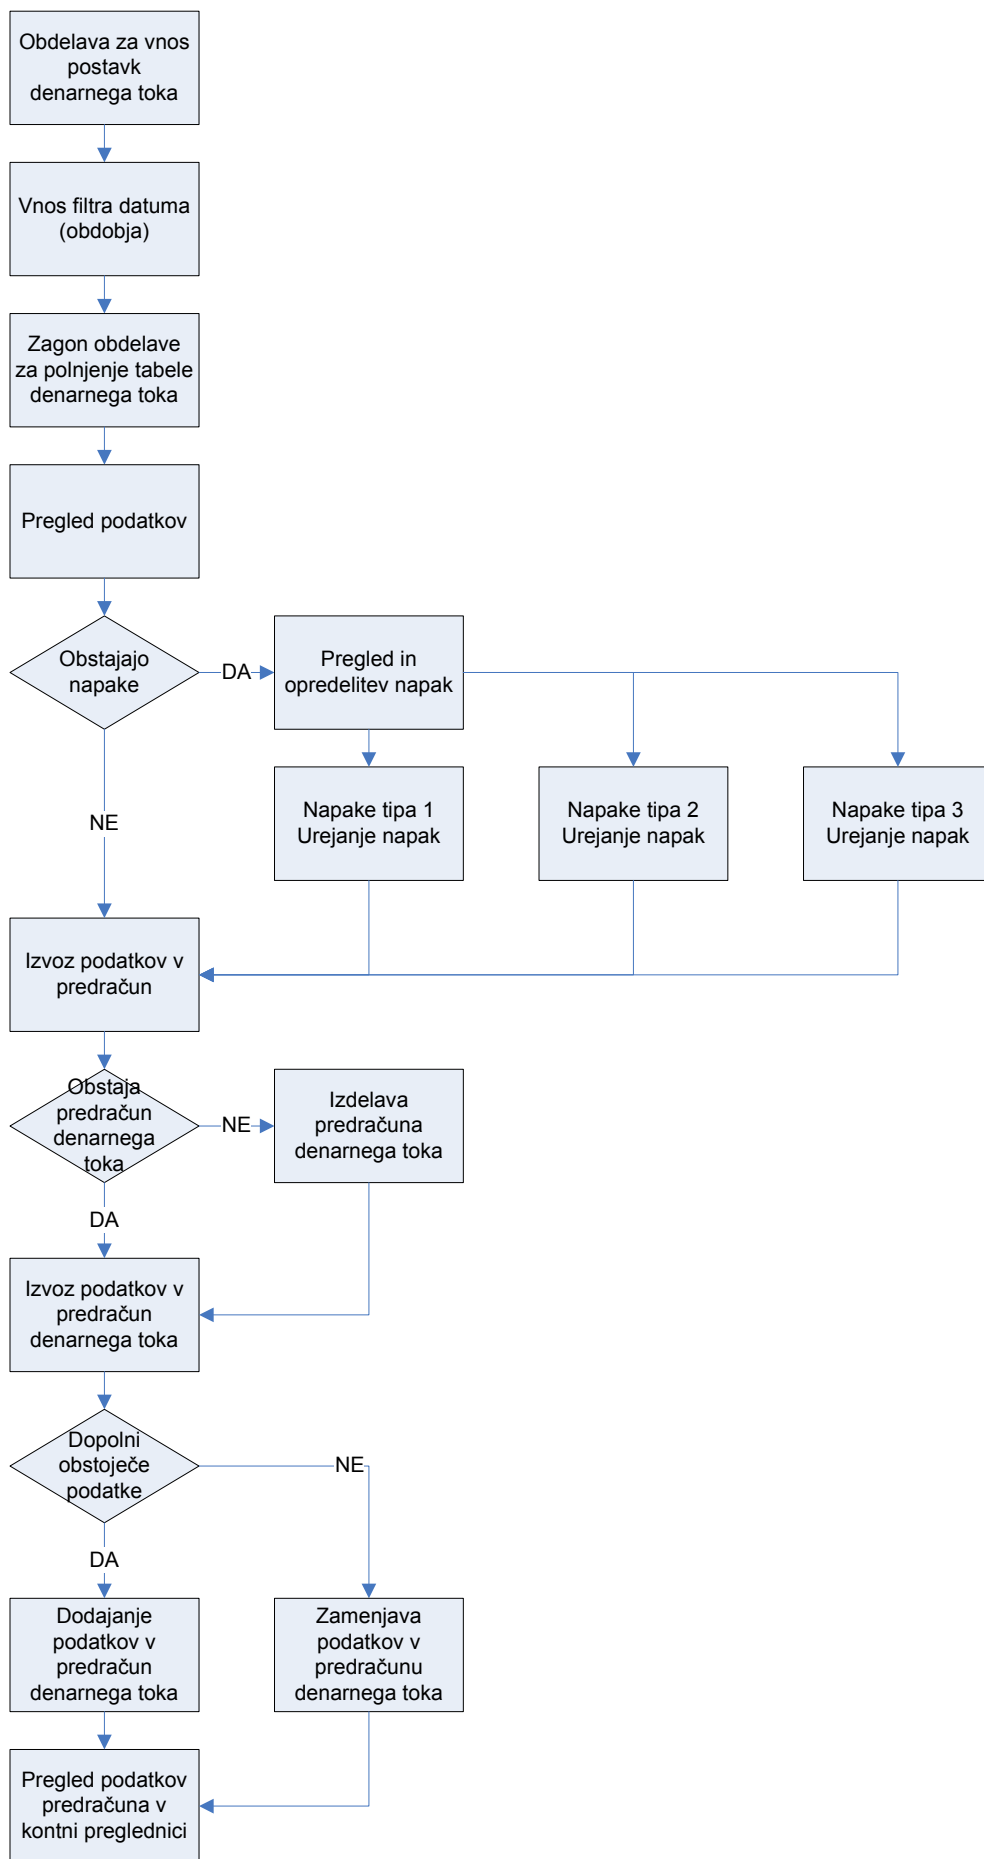 Obdelava za vnos
postavk
denarnega toka
Vnos filtra datuma
(obdobja)
Zagon obdelave
za polnjenje tabele
denarnega toka
Pregled podatkov
Obstajajo
napake
DA
Pregled in
opredelitev napak
NE
Napake tipa 1
Urejanje napak
Napake tipa 2
Urejanje napak
Napake tipa 3
Urejanje napak
Izvoz podatkov v
predračun
Obstaja
predračun
denarnega
toka
NE
Izdelava
predračuna
denarnega toka
DA
Izvoz podatkov v
predračun
denarnega toka
Dopolni
obstoječe
podatke
NE
DA
Dodajanje
podatkov v
predračun
denarnega toka
Zamenjava
podatkov v
predračunu
denarnega toka
Pregled podatkov
predračuna v
kontni preglednici